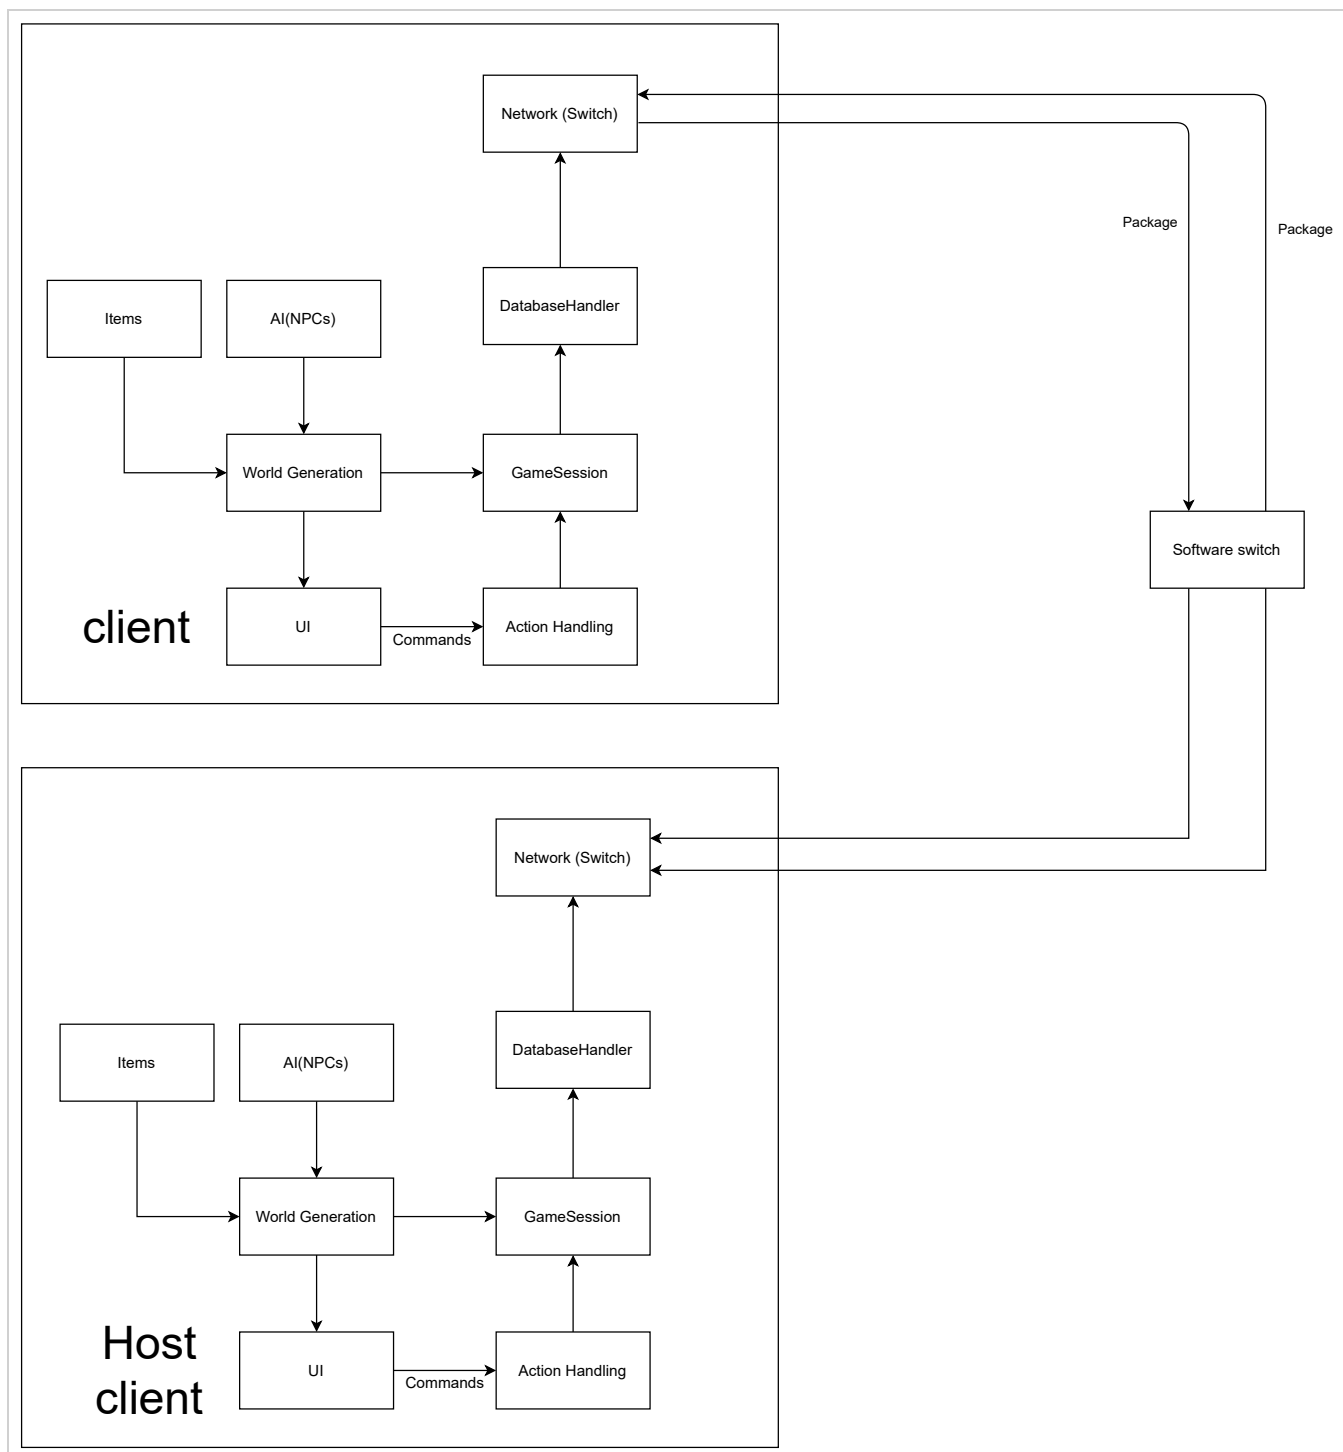 Network (Switch)
Package
Package
DatabaseHandler
Items
AI(NPCs)
World Generation
GameSession
Software switch
client
UI
Commands
Action Handling
Network (Switch)
DatabaseHandler
Items
AI(NPCs)
World Generation
GameSession
Host
client
UI
Commands
Action Handling